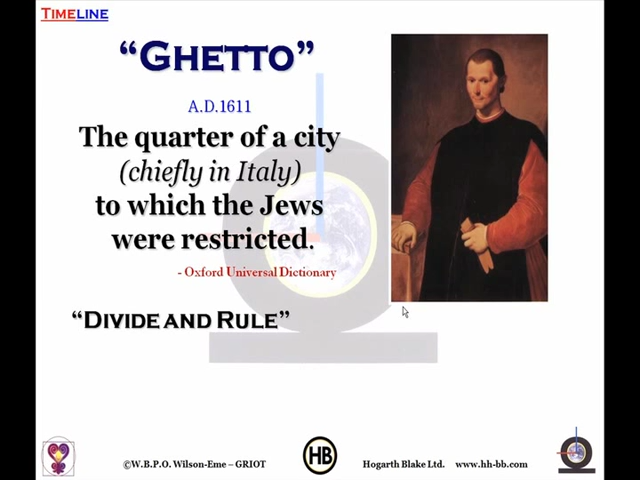 TIMELINE
“GHETTO”
A.D.1611
The quarter of a city
(chiefly in Italy)
to which the Jews
were restricted.
- Oxford Universal Dictionary
“DIVIDE AND RULE”
©W.B.P.O. Wilson-Eme – GRIOT HB Hogarth Blake Ltd. www.hh-bb.com